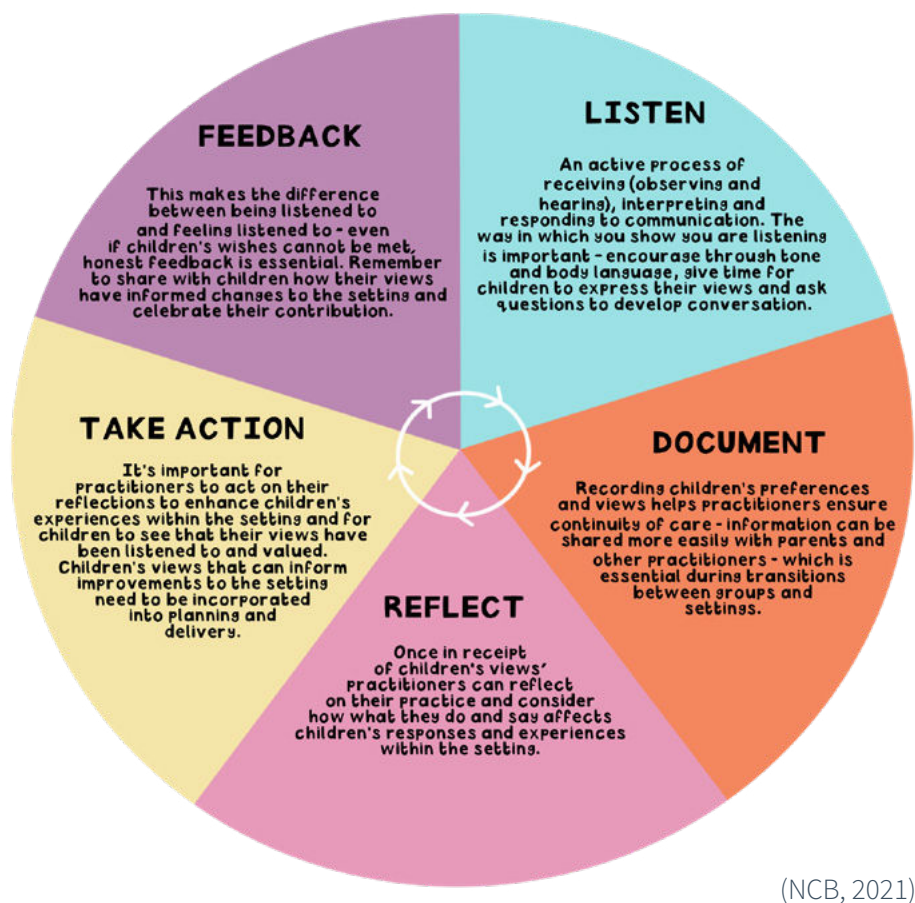 LISTEN
An active process of
receiving (observing and
hearing), interpreting and
responding to communication. The
way in which you show you are listening
is important - encourage through tone
and body language, give time for
children to express their views and ask
questions to develop conversation.
DOCUMENT
Recording children's preferences
and views helps practitioners ensure
continuity of care - information can be
shared more easily with parents and
other practitioners - which is
essential during transitions
between groups and
settings.
REFLECT
Once in receipt
of children's views'
practitioners can reflect
on their practice and consider
how what they do and say affects
children's responses and experiences
within the setting.
TAKE ACTION
It's important for
practitioners to act on their
reflections to enhance children's
experiences within the setting and for
children to see that their views have
been listened to and valued.
Children's views that can inform
improvements to the setting
need to be incorporated
into planning and
delivery.
FEEDBACK
This makes the difference
between being listened to
and feeling listened to - even
if children's wishes cannot be met,
honest feedback is essential. Remember
to share with children how their views
have informed changes to the setting and
celebrate their contribution.
(NCB, 2021)